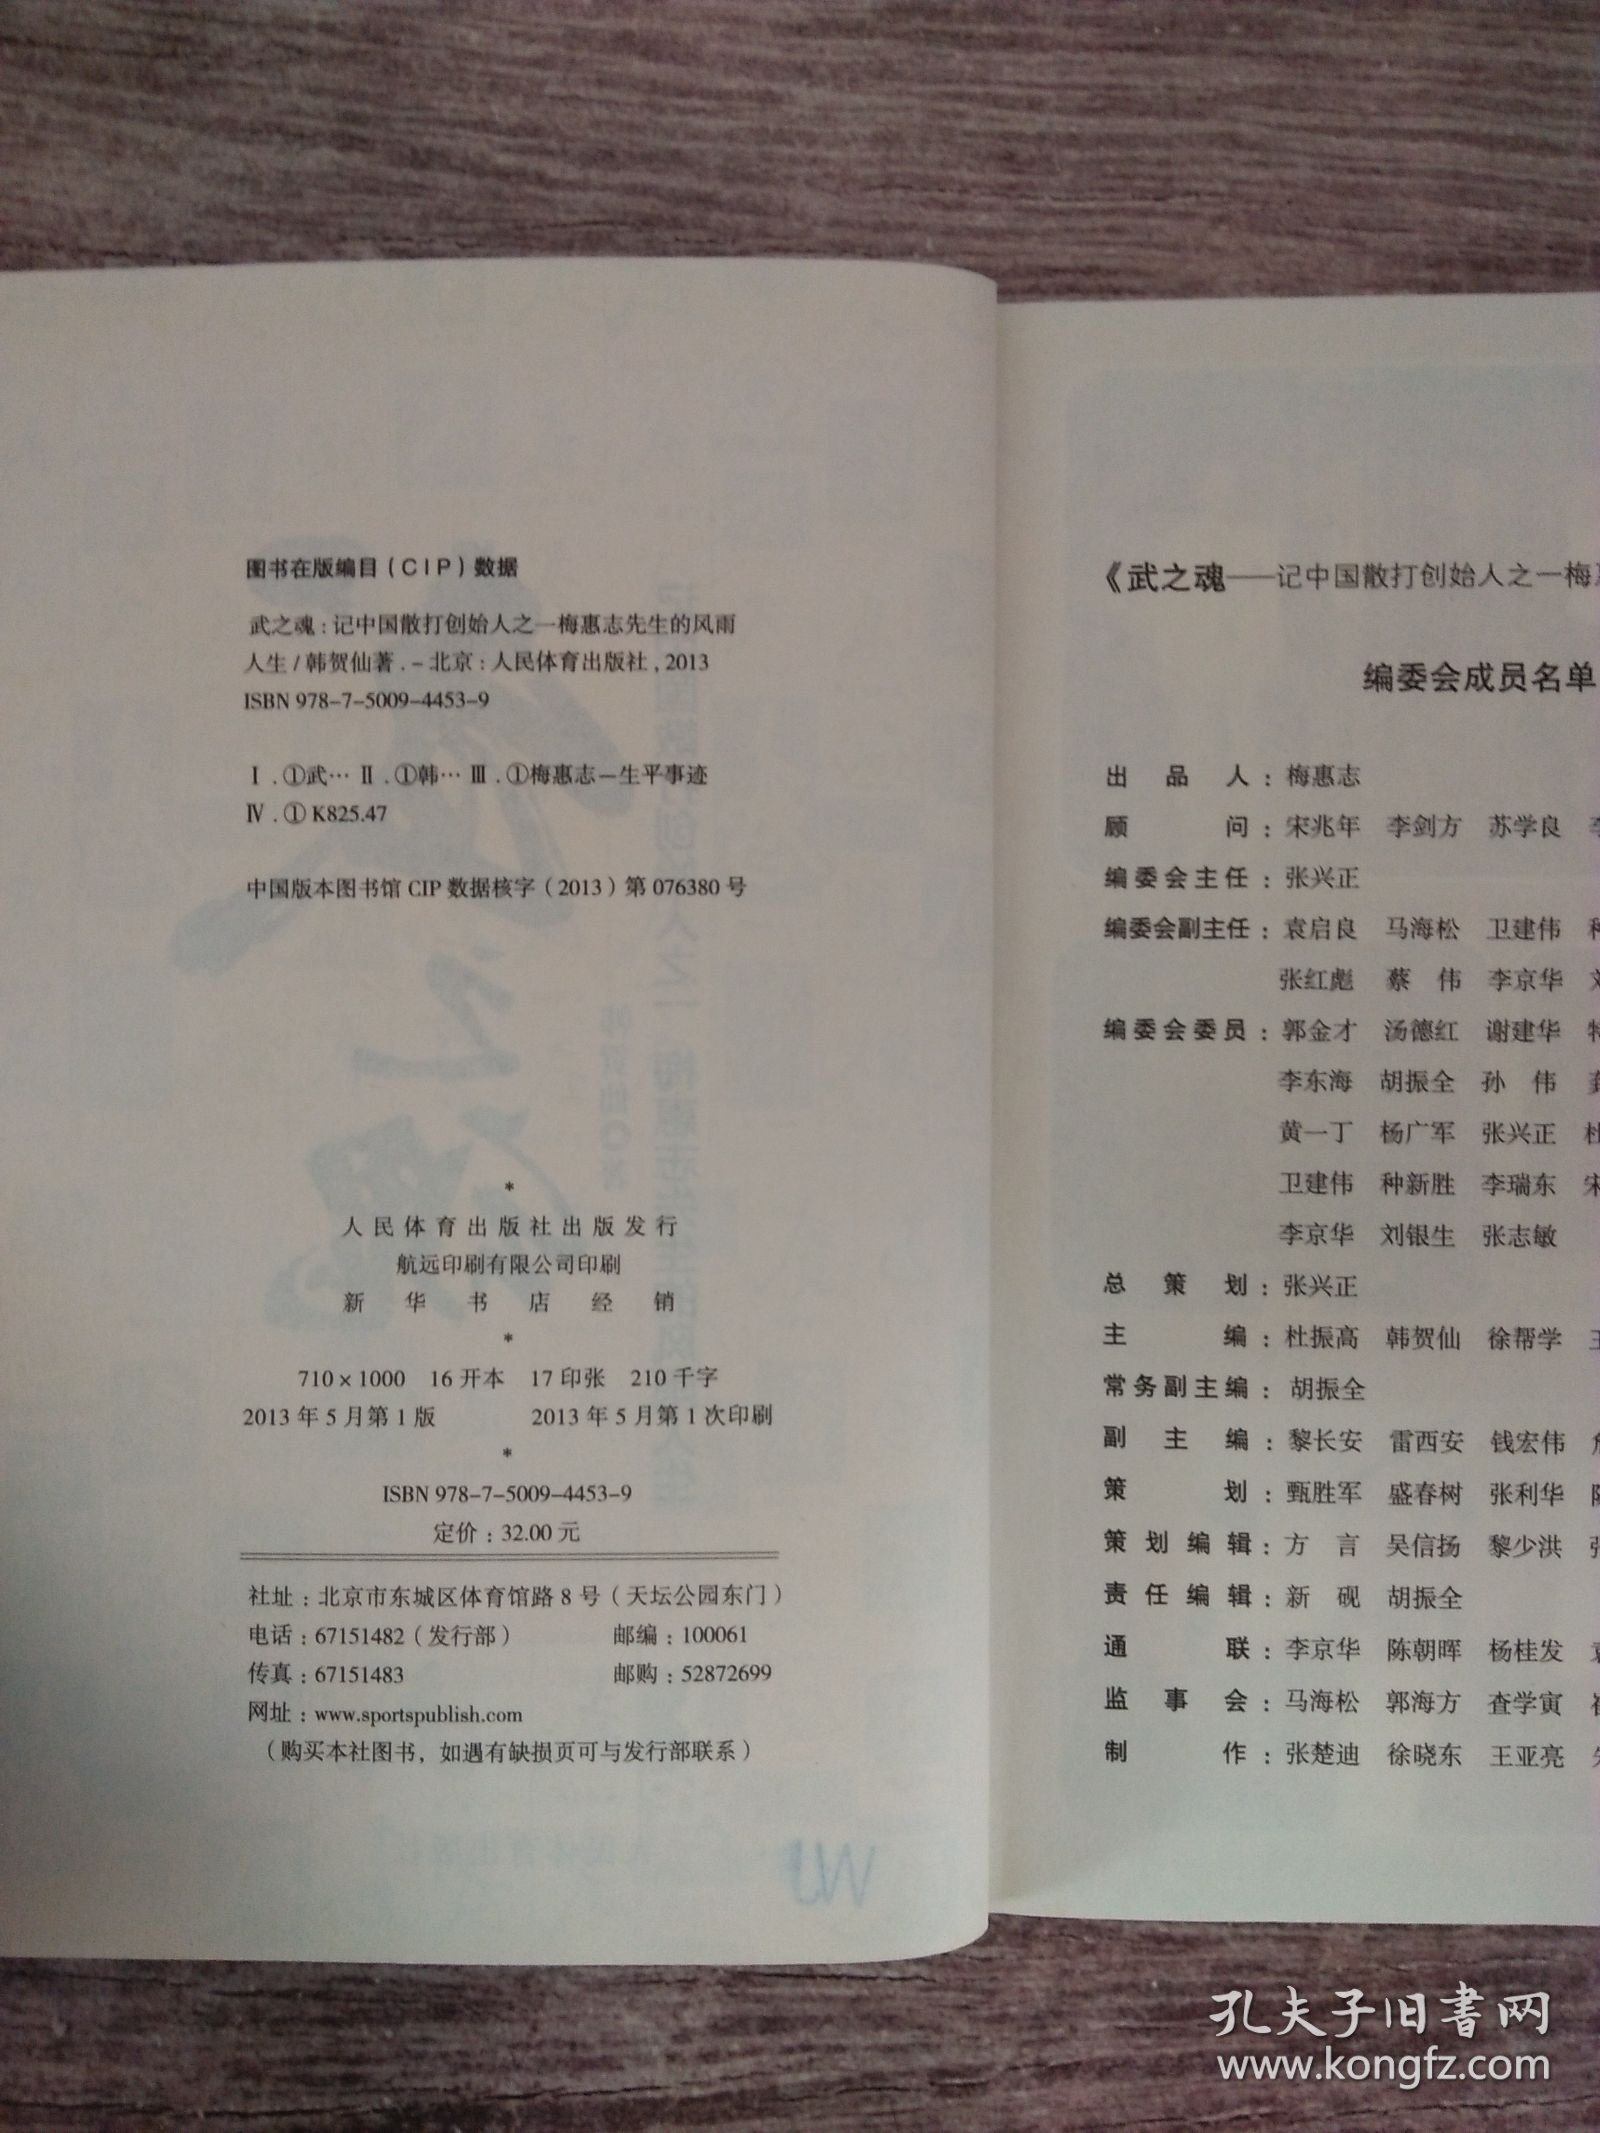 图书在版编目(CIP)数据
武之魂:记中国散打创始人之一梅惠志先生的风雨
人生/韩贺仙著.－北京:人民体育出版社,2013
ISBN 978-7-5009-4453-9
Ⅰ.①武… Ⅱ.①韩… Ⅲ.①梅惠志－生平事迹
Ⅳ.①K825.47
中国版本图书馆CIP数据核字(2013)第076380号
*
人民体育出版社出版发行
航远印刷有限公司印刷
新华书店经销
*
710×1000 16开本 17印张 210千字
2013年5月第1版 2013年5月第1次印刷
*
ISBN 978-7-5009-4453-9
定价:32.00元
社址:北京市东城区体育馆路8号(天坛公园东门)
电话:67151482(发行部) 邮编:100061
传真:67151483 邮购:52872699
网址:www.sportspublish.com
(购买本社图书,如遇有缺损页可与发行部联系)
《武之魂——记中国散打创始人之一梅
编委会成员名单
出品人:梅惠志
顾问:宋兆年 李剑方 苏学良
编委会主任:张兴正
编委会副主任:袁启良 马海松 卫建伟
张红彪 蔡伟 李京华
编委会委员:郭金才 汤德红 谢建华
李东海 胡振全 孙伟
黄一丁 杨广军 张兴正
卫建伟 种新胜 李瑞东
李京华 刘银生 张志敏
总策划:张兴正
主编:杜振高 韩贺仙 徐帮学
常务副主编:胡振全
副主编:黎长安 雷西安 钱宏伟
策划:甄胜军 盛春树 张利华
策划编辑:方言 吴信扬 黎少洪
责任编辑:新砚 胡振全
通联:李京华 陈朝晖 杨桂发
监事会:马海松 郭海方 查学寅
制作:张楚迪 徐晓东 王亚亮
孔夫子旧书网
www.kongfz.com